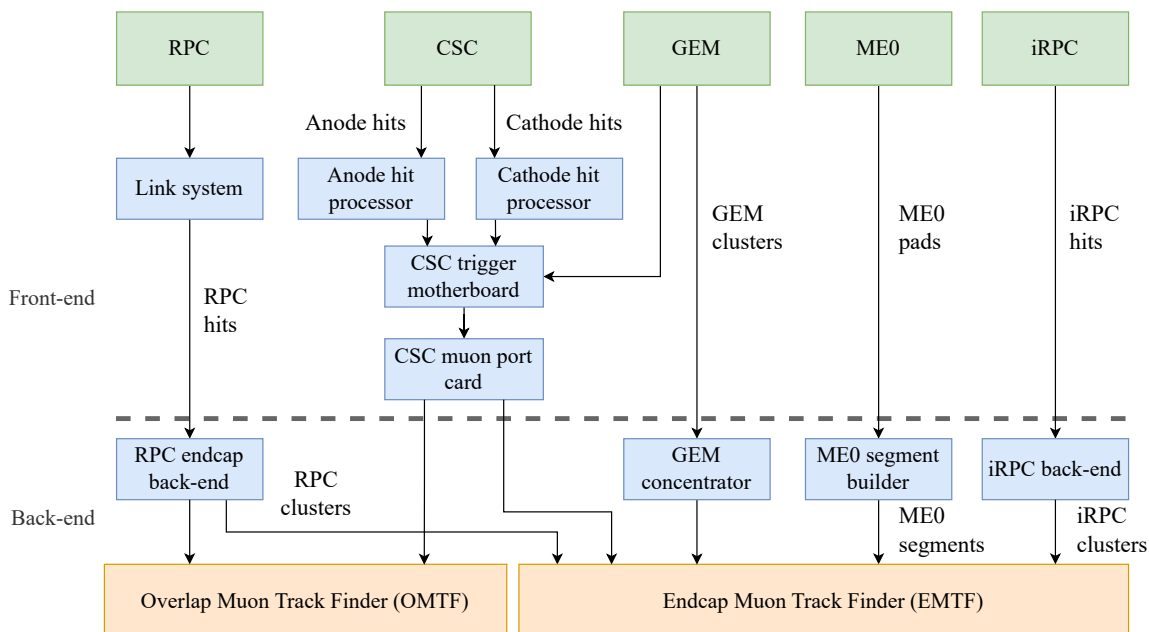 RPC
CSC
GEM
ME0
iRPC
Anode hits
Cathode hits
Link system
Anode hit
processor
Cathode hit
processor
GEM
clusters
ME0
pads
iRPC
hits
CSC trigger
motherboard
Front-end
RPC
hits
CSC muon port
card
RPC endcap
back-end
RPC
clusters
GEM
concentrator
ME0 segment
builder
iRPC back-end
Back-end
ME0
segments
iRPC
clusters
Overlap Muon Track Finder (OMTF)
Endcap Muon Track Finder (EMTF)